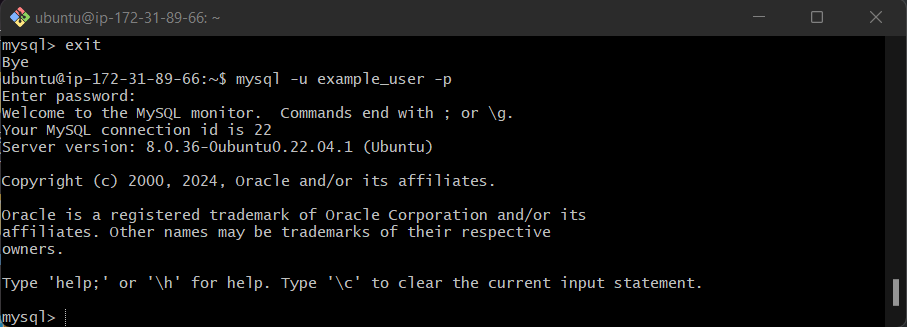 ubuntu@ip-172-31-89-66: ~
mysql> exit
Bye
ubuntu@ip-172-31-89-66:~$ mysql -u example_user -p
Enter password:
Welcome to the MySQL monitor.  Commands end with ; or \g.
Your MySQL connection id is 22
Server version: 8.0.36-0ubuntu0.22.04.1 (Ubuntu)
Copyright (c) 2000, 2024, Oracle and/or its affiliates.
Oracle is a registered trademark of Oracle Corporation and/or its
affiliates. Other names may be trademarks of their respective
owners.
Type 'help;' or '\h' for help. Type '\c' to clear the current input statement.
mysql>